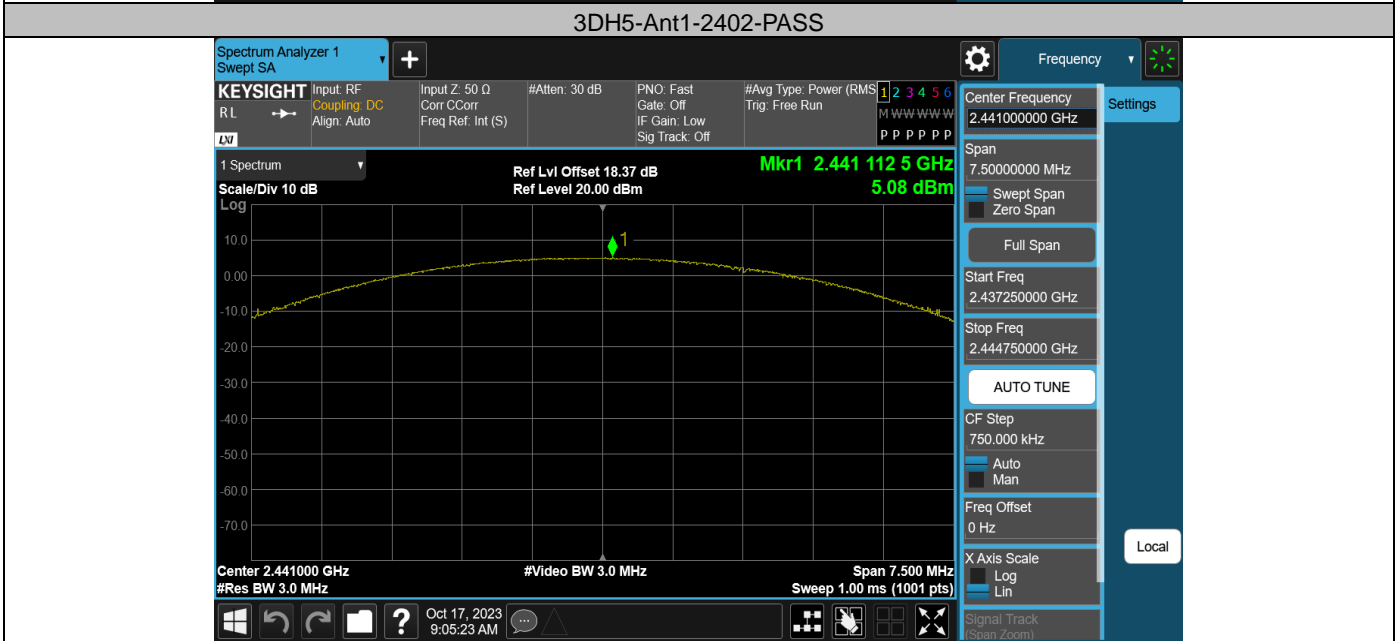 3DH5-Ant1-2402-PASS
Spectrum Analyzer 1
Swept SA
Frequency
KEYSIGHT
R L
LXI
Input: RF
Coupling: DC
Align: Auto
Input Z: 50 Ω
Corr CCorr
Freq Ref: Int (S)
#Atten: 30 dB
PNO: Fast
Gate: Off
IF Gain: Low
Sig Track: Off
#Avg Type: Power (RMS
Trig: Free Run
1 2 3 4 5 6
M W W W W W
P P P P P P
1 Spectrum
Scale/Div 10 dB
Log
Ref Lvl Offset 18.37 dB
Ref Level 20.00 dBm
Mkr1 2.441 112 5 GHz
5.08 dBm
1
10.0
0.00
-10.0
-20.0
-30.0
-40.0
-50.0
-60.0
-70.0
Center 2.441000 GHz
#Res BW 3.0 MHz
#Video BW 3.0 MHz
Span 7.500 MHz
Sweep 1.00 ms (1001 pts)
Center Frequency
2.441000000 GHz
Settings
Span
7.50000000 MHz
Swept Span
Zero Span
Full Span
Start Freq
2.437250000 GHz
Stop Freq
2.444750000 GHz
AUTO TUNE
CF Step
750.000 kHz
Auto
Man
Freq Offset
0 Hz
X Axis Scale
Log
Lin
Local
Signal Track
(Span Zoom)
?
Oct 17, 2023
9:05:23 AM